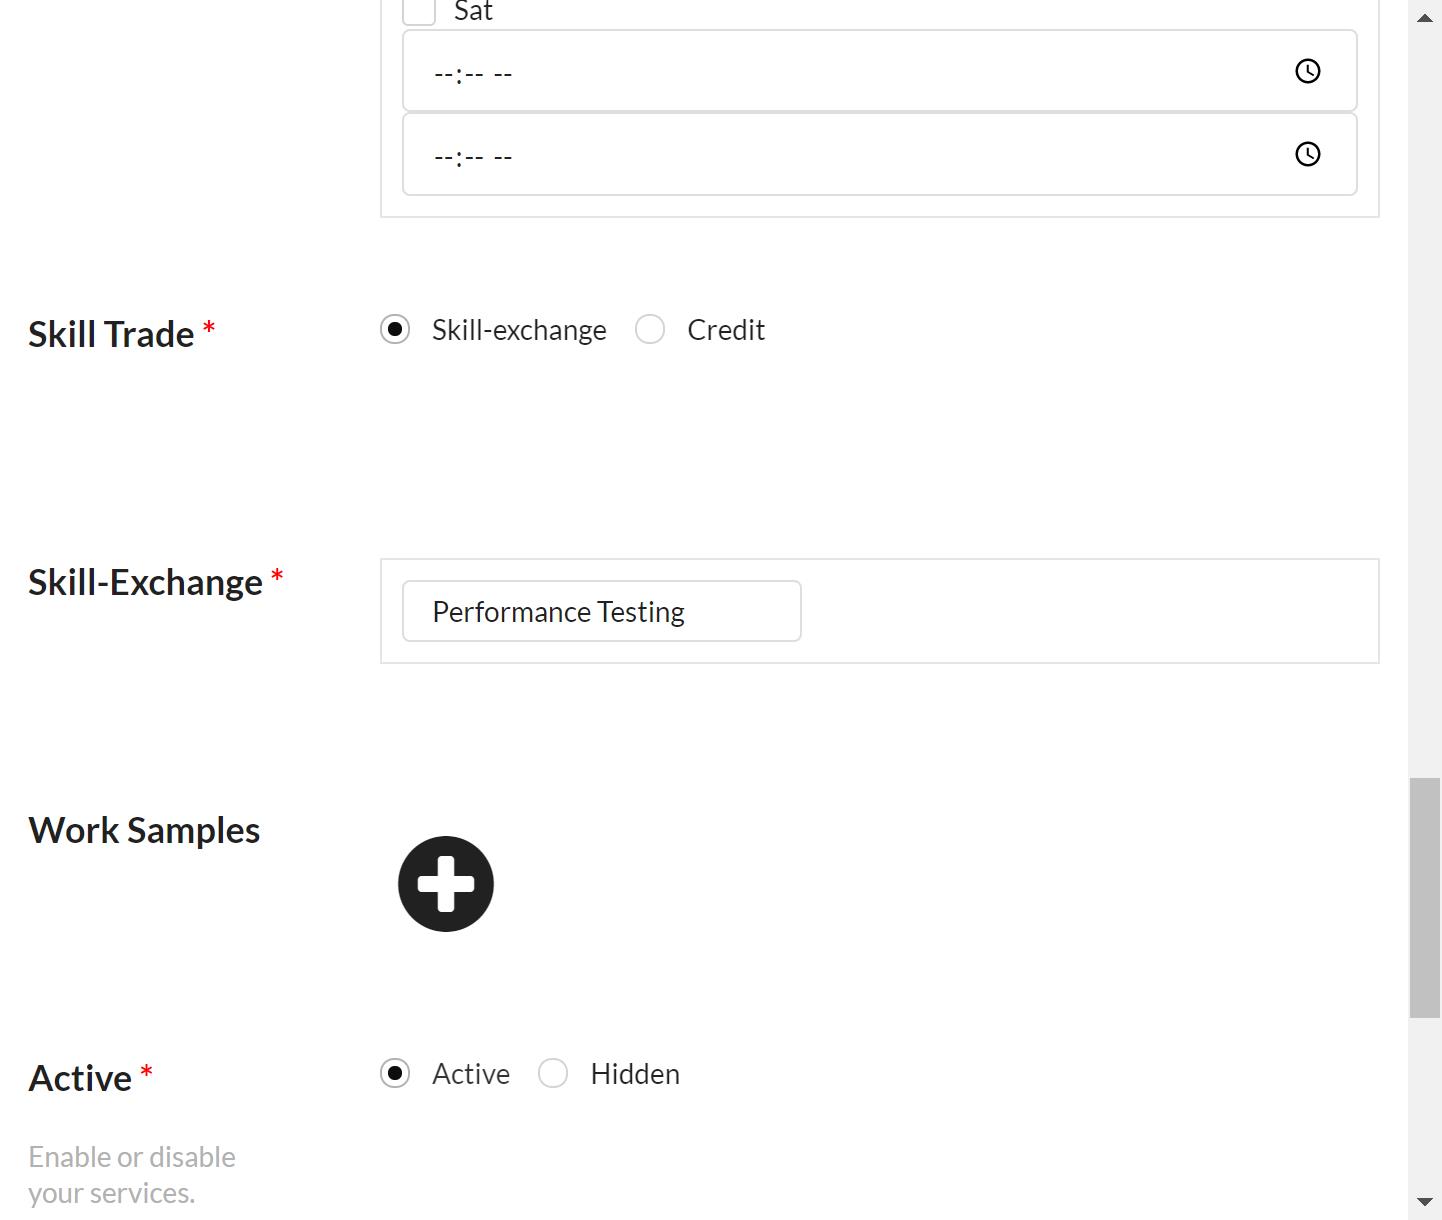 Sat
--:-- --
--:-- --
Skill Trade *
Skill-exchange
Credit
Skill-Exchange *
Performance Testing
Work Samples
Active *
Active
Hidden
Enable or disable
your services.